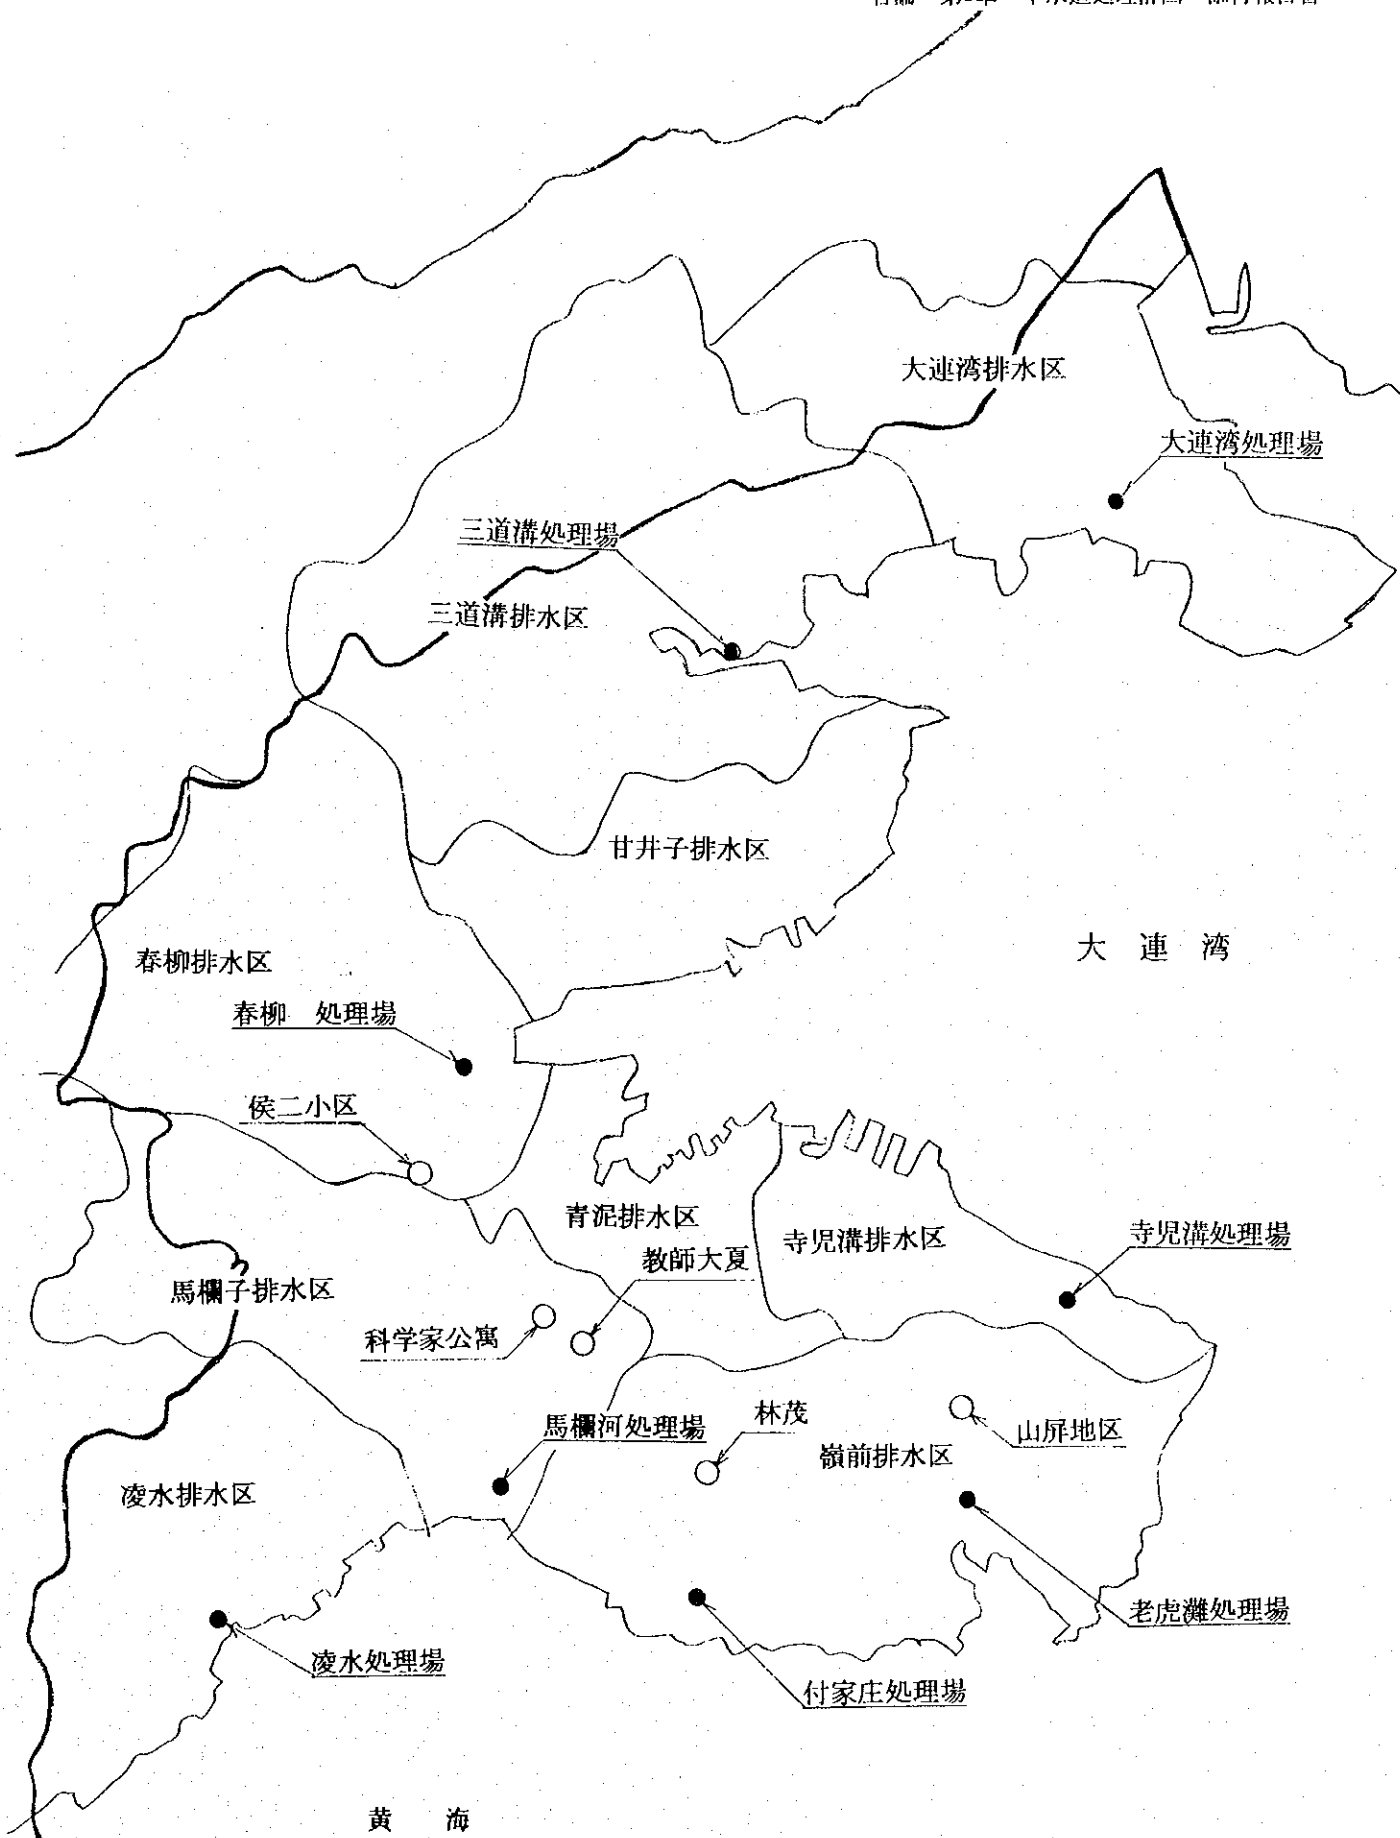 大連湾排水区
大連湾処理場
三道溝処理場
三道溝排水区
甘井子排水区
大連湾
春柳排水区
春柳 処理場
侯二小区
青泥排水区
寺児溝排水区
寺児溝処理場
教師大夏
馬欄子排水区
科学家公寓
林茂
馬欄河処理場
山屏地区
嶺前排水区
凌水排水区
老虎灘処理場
凌水処理場
付家庄処理場
黄海